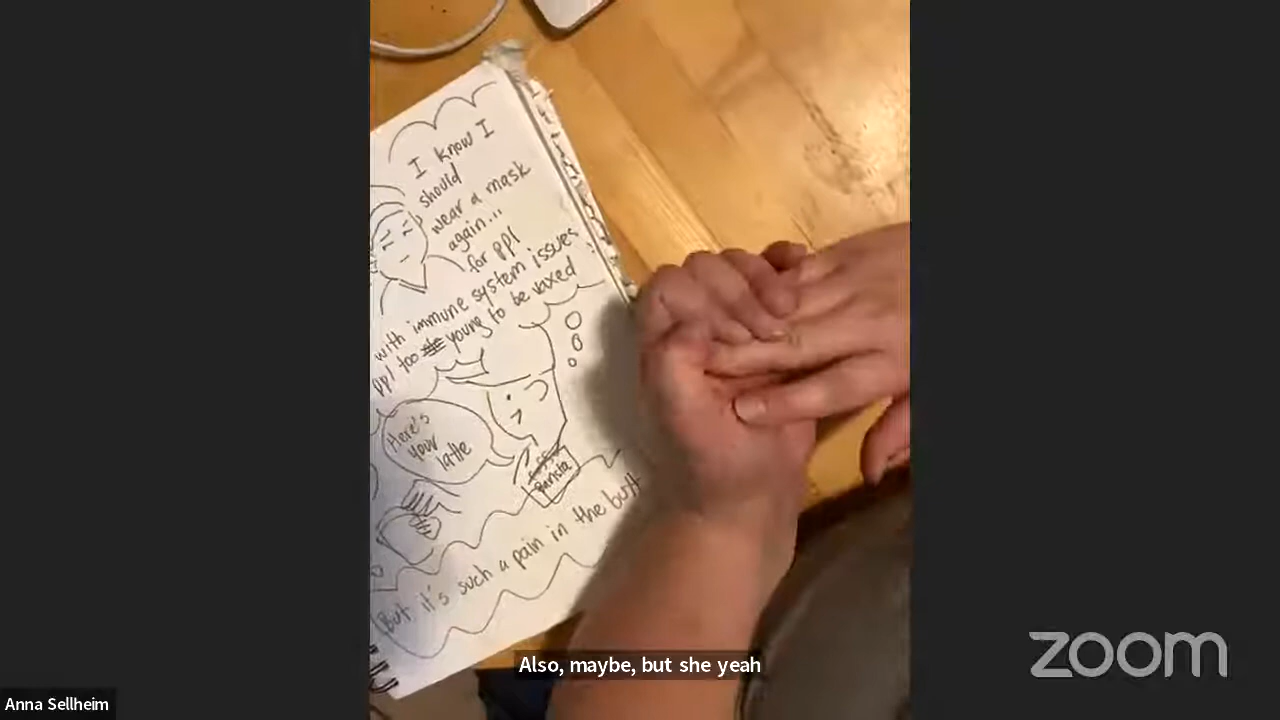 I know I
should
wear a mask
again...
for ppl
with immune system issues
ppl too young to be vaxed
Here's
your
latte
Barista
But it's such a pain in the butt
Also, maybe, but she yeah
Anna Sellheim
zoom